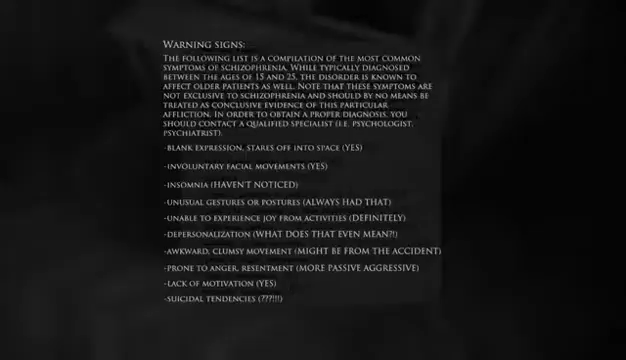 Warning signs:
The following list is a compilation of the most common
symptoms of schizophrenia. While typically diagnosed
between the ages of 15 and 25, the disorder is known to
affect older patients as well. Note that these symptoms are
not exclusive to schizophrenia and should by no means be
treated as conclusive evidence of this particular
affliction. In order to obtain a proper diagnosis, you
should contact a qualified specialist (i.e. psychologist,
psychiatrist).
-blank expression, stares off into space (YES)
-involuntary facial movements (YES)
-insomnia (HAVEN'T NOTICED)
-unusual gestures or postures (ALWAYS HAD THAT)
-unable to experience joy from activities (DEFINITELY)
-depersonalization (WHAT DOES THAT EVEN MEAN?!)
-awkward, clumsy movement (MIGHT BE FROM THE ACCIDENT)
-prone to anger, resentment (MORE PASSIVE AGGRESSIVE)
-lack of motivation (YES)
-suicidal tendencies (???!!!)